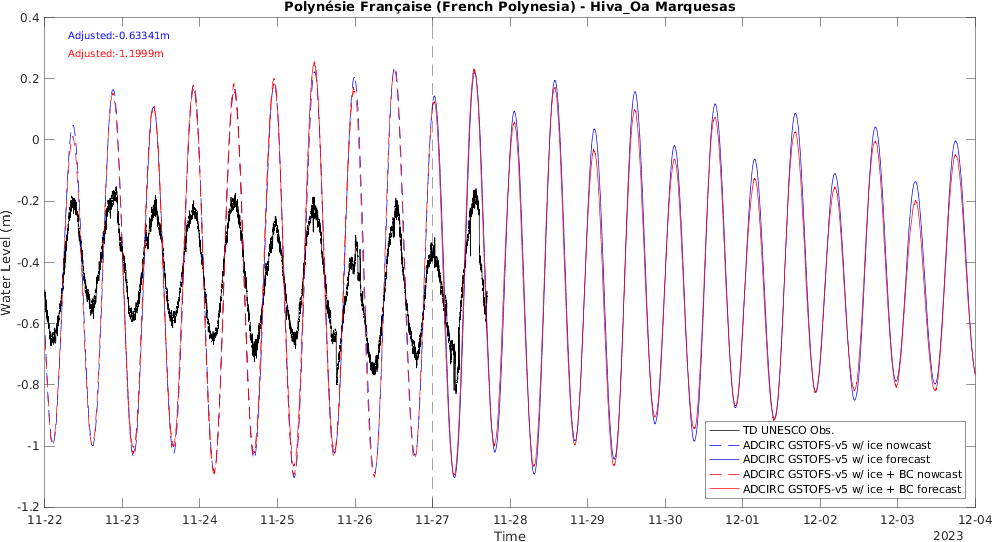 Polynésie Française (French Polynesia) - Hiva_Oa Marquesas
Adjusted:-0.63341m
Adjusted:-1.1999m
0.4
0.2
0
-0.2
-0.4
-0.6
-0.8
-1
-1.2
Water Level (m)
TD UNESCO Obs.
ADCIRC GSTOFS-v5 w/ ice nowcast
ADCIRC GSTOFS-v5 w/ ice forecast
ADCIRC GSTOFS-v5 w/ ice + BC nowcast
ADCIRC GSTOFS-v5 w/ ice + BC forecast
11-22 11-23 11-24 11-25 11-26 11-27 11-28 11-29 11-30 12-01 12-02 12-03 12-04
Time
2023